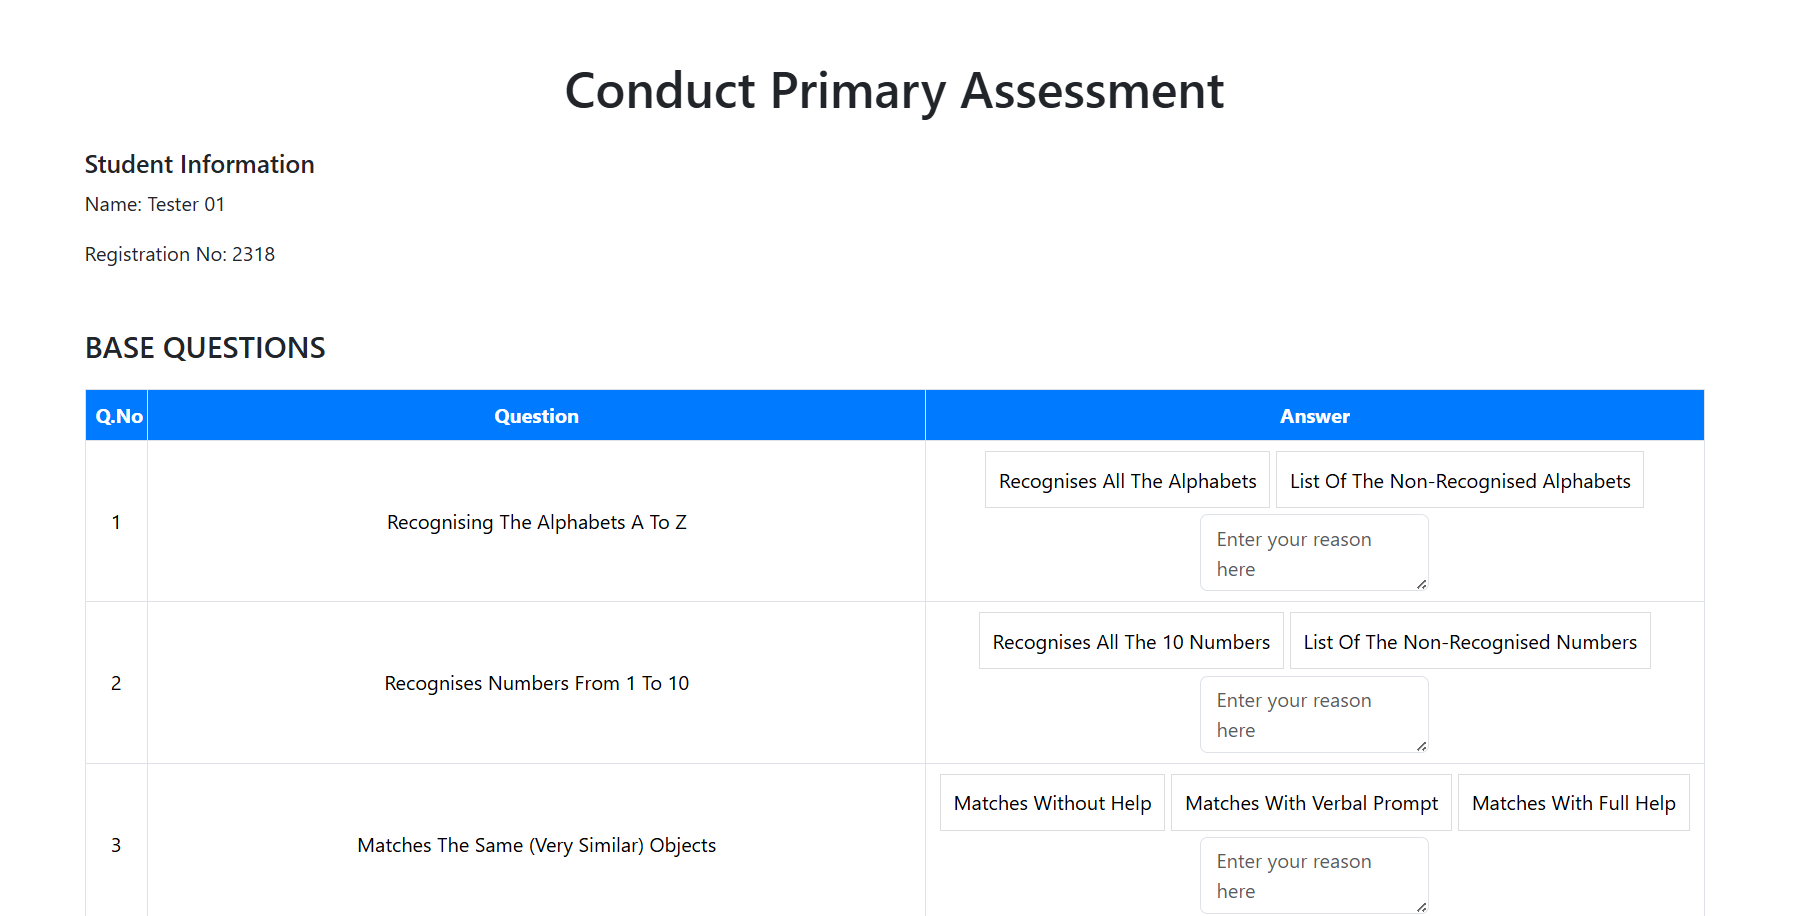 Conduct Primary Assessment
Student Information
Name: Tester 01
Registration No: 2318
BASE QUESTIONS
Q.No Question Answer
1 Recognising The Alphabets A To Z Recognises All The Alphabets List Of The Non-Recognised Alphabets
Enter your reason
here
2 Recognises Numbers From 1 To 10 Recognises All The 10 Numbers List Of The Non-Recognised Numbers
Enter your reason
here
3 Matches The Same (Very Similar) Objects Matches Without Help Matches With Verbal Prompt Matches With Full Help
Enter your reason
here